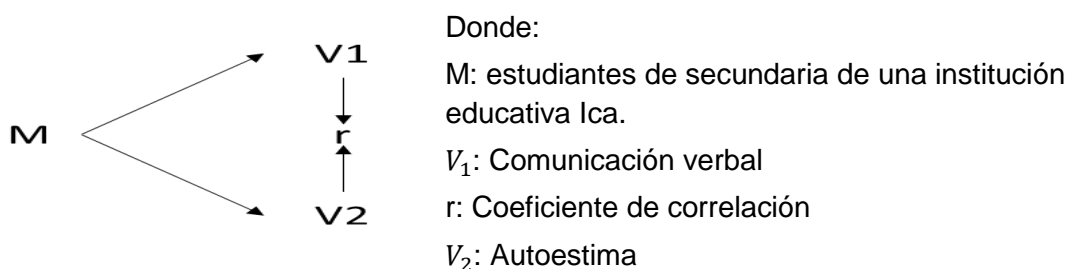 V1
M
r
V2
Donde:
M: estudiantes de secundaria de una institución
educativa Ica.
𝑉₁: Comunicación verbal
r: Coeficiente de correlación
𝑉₂: Autoestima